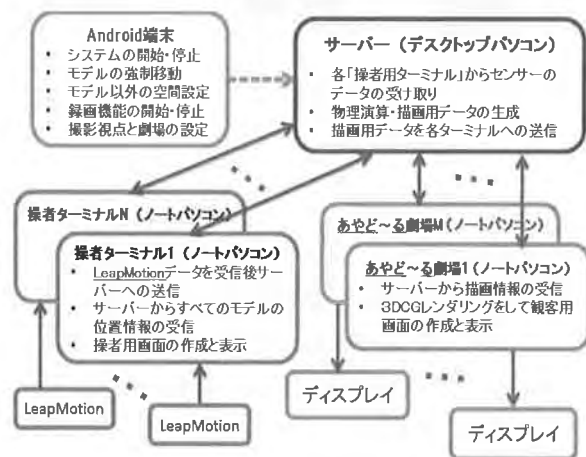 Android端末
• システムの開始・停止
• モデルの強制移動
• モデル以外の空間設定
• 録画機能の開始・停止
• 撮影視点と劇場の設定
サーバー（デスクトップパソコン）
• 各「操者用ターミナル」からセンサーの
データの受け取り
• 物理演算・描画用データの生成
• 描画用データを各ターミナルへの送信
操者ターミナルN（ノートパソコン）
操者ターミナル1（ノートパソコン）
• LeapMotionデータを受信後サー
バーへの送信
• サーバーからすべてのモデルの
位置情報の受信
• 操者用画面の作成と表示
あやど～る劇場M（ノートパソコン）
あやど～る劇場1（ノートパソコン）
• サーバーから描画情報の受信
• 3DCGレンダリングをして観客用
画面の作成と表示
LeapMotion
LeapMotion
ディスプレイ
ディスプレイ